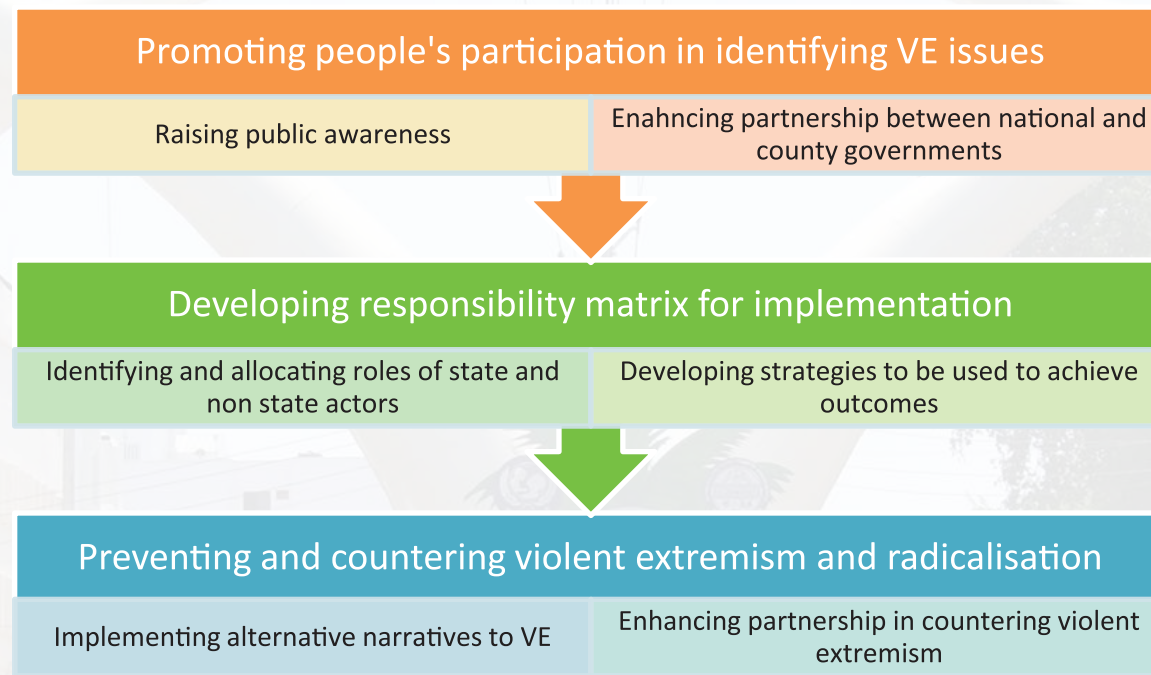 Promoting people's participation in identifying VE issues
Raising public awareness
Enahncing partnership between national and
county governments
Developing responsibility matrix for implementation
Identifying and allocating roles of state and
non state actors
Developing strategies to be used to achieve
outcomes
Preventing and countering violent extremism and radicalisation
Implementing alternative narratives to VE
Enhancing partnership in countering violent
extremism